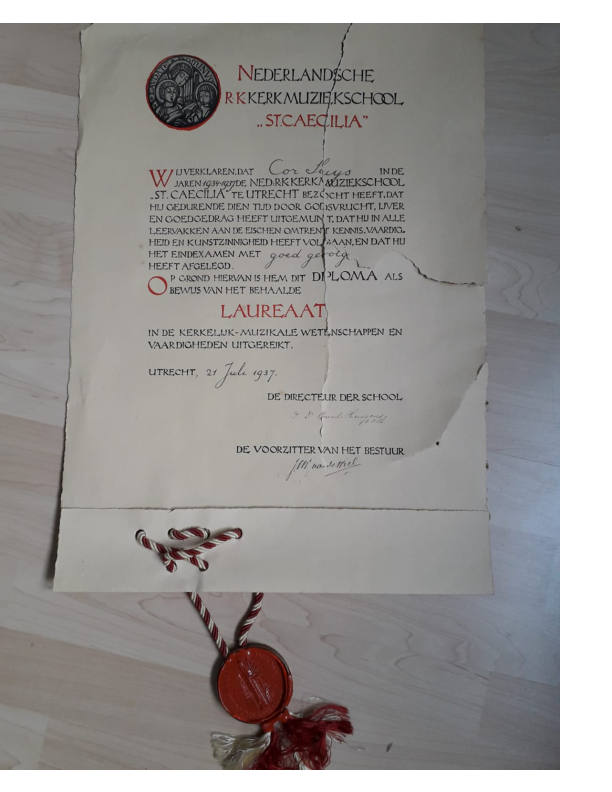 NEDERLANDSCHE
R.K. KERKMUZIEKSCHOOL
„ST. CAECILIA”
WIJ VERKLAREN, DAT Cor IN DE
JAREN 1934-1937 DE NED. R.K. KERKMUZIEKSCHOOL
„ST. CAECILIA” TE UTRECHT BEZOCHT HEEFT, DAT
HIJ GEDURENDE DIEN TIJD DOOR GODSVRUCHT, IJVER
EN GOEDGEDRAG HEEFT UITGEMUNT, DAT HIJ IN ALLE
LEERVAKKEN AAN DE EISCHEN OMTRENT KENNIS, VAARDIG-
HEID EN KUNSTZINNIGHEID HEEFT VOLDAAN, EN DAT HIJ
HET EINDEXAMEN MET goed gevolg
HEEFT AFGELEGD.
OP GROND HIERVAN IS HEM DIT DIPLOMA ALS
BEWIJS VAN HET BEHAALDE
LAUREAAT
IN DE KERKELIJK-MUZIKALE WETENSCHAPPEN EN
VAARDIGHEDEN UITGEREIKT.
UTRECHT, 21 Juli 1937.
DE DIRECTEUR DER SCHOOL
DE VOORZITTER VAN HET BESTUUR